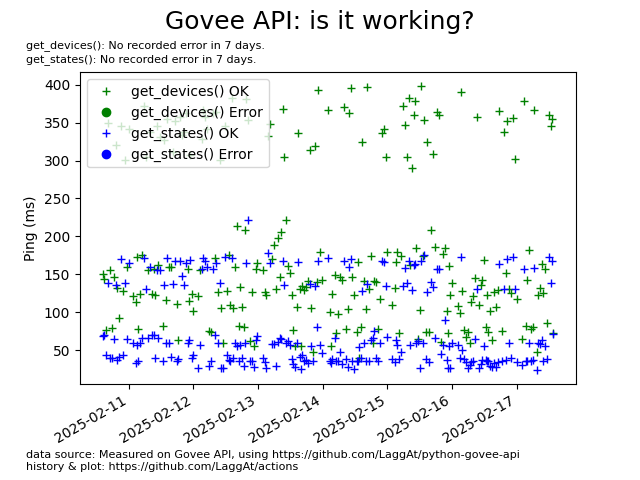 Govee API: is it working?
get_devices(): No recorded error in 7 days.
get_states(): No recorded error in 7 days.
400
350
300
250
200
150
100
50
Ping (ms)
get_devices() OK
get_devices() Error
get_states() OK
get_states() Error
2025-02-11
2025-02-12
2025-02-13
2025-02-14
2025-02-15
2025-02-16
2025-02-17
data source: Measured on Govee API, using https://github.com/LaggAt/python-govee-api
history & plot: https://github.com/LaggAt/actions